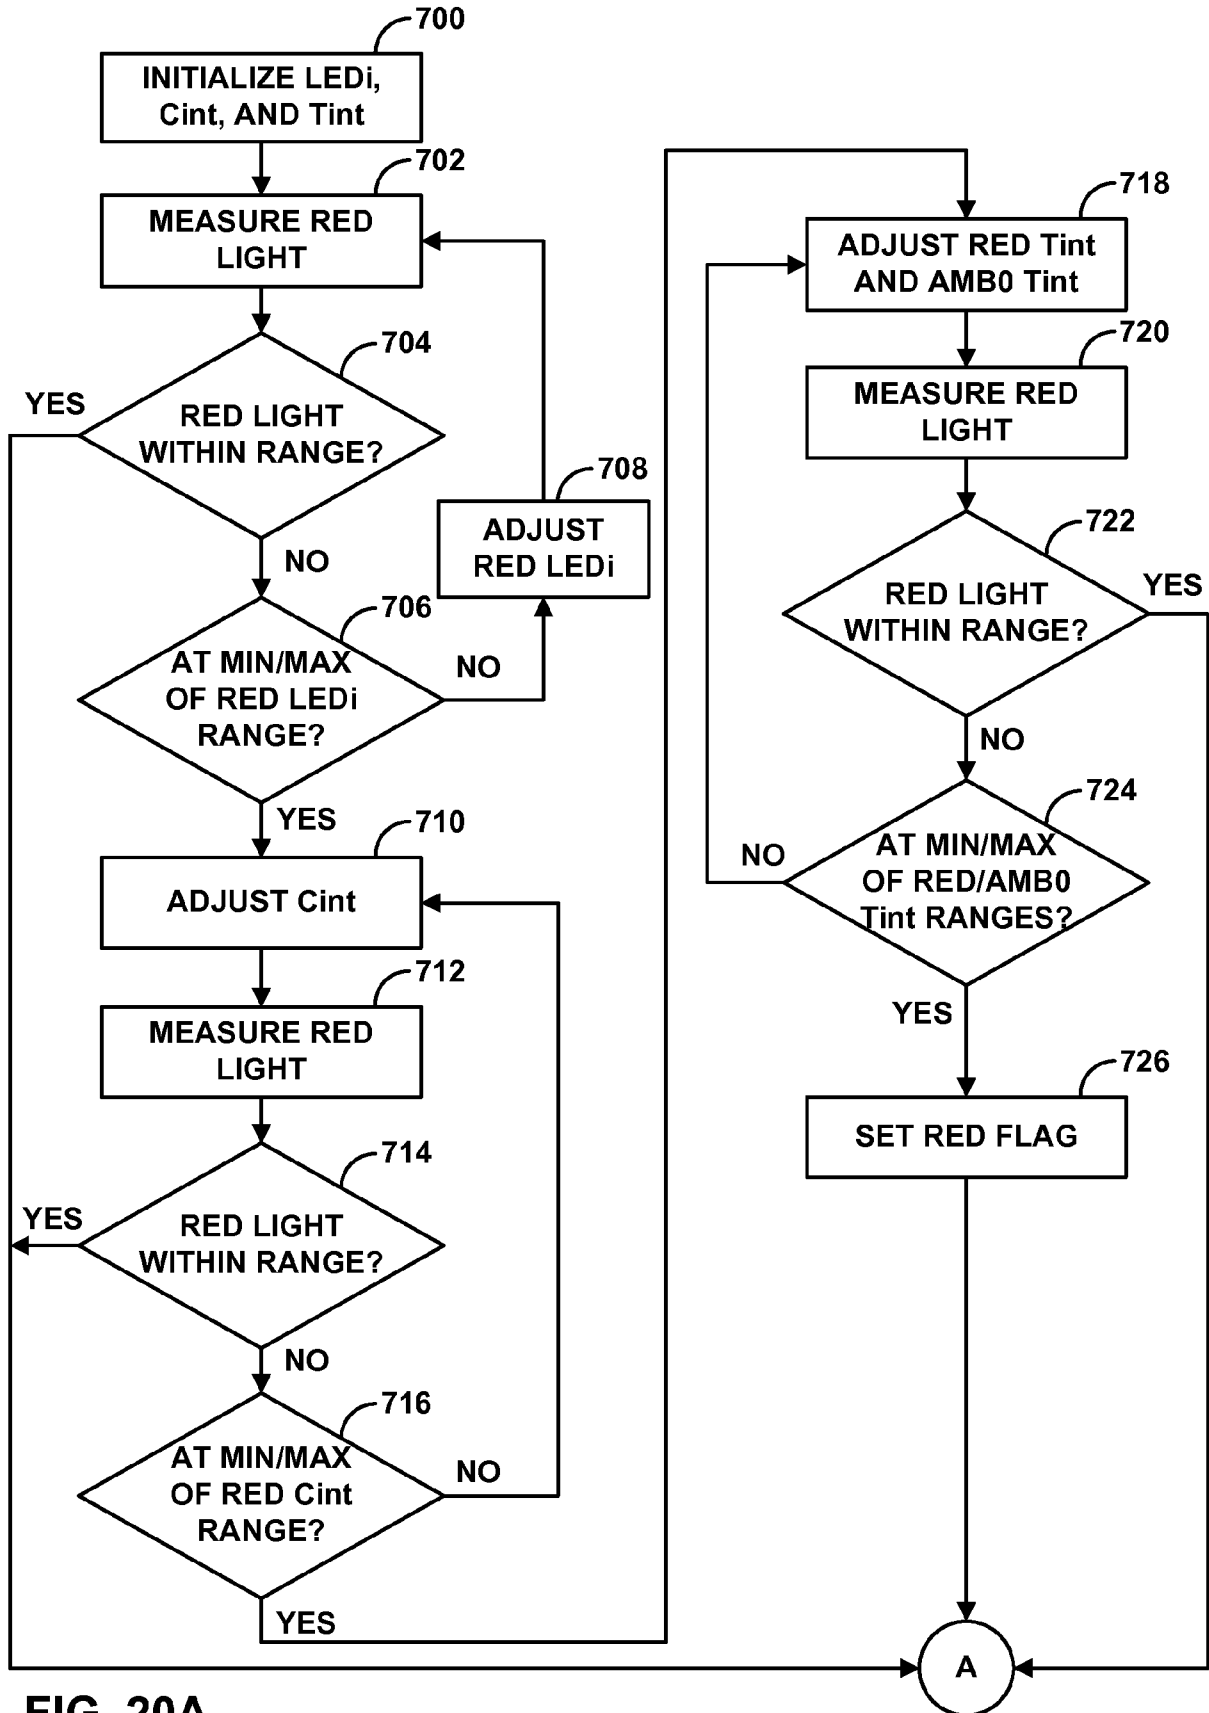 700
INITIALIZE LEDi,
Cint, AND Tint
702
MEASURE RED
LIGHT
704
YES
RED LIGHT
WITHIN RANGE?
NO
708
ADJUST
RED LEDi
706
AT MIN/MAX
OF RED LEDi
RANGE?
NO
YES
710
ADJUST Cint
712
MEASURE RED
LIGHT
714
YES
RED LIGHT
WITHIN RANGE?
NO
716
AT MIN/MAX
OF RED Cint
RANGE?
NO
YES
718
ADJUST RED Tint
AND AMB0 Tint
720
MEASURE RED
LIGHT
722
RED LIGHT
WITHIN RANGE?
YES
NO
724
AT MIN/MAX
OF RED/AMB0
Tint RANGES?
NO
YES
726
SET RED FLAG
A
FIG. 20A